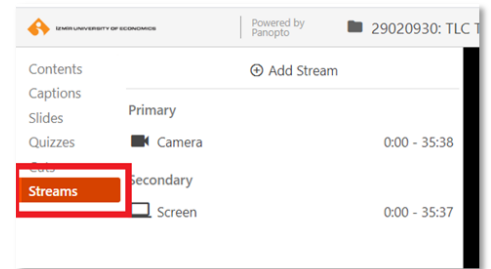 IZMIR UNIVERSITY OF ECONOMICS
Powered by
Panopto
29020930: TLC T
Contents
Captions
Slides
Quizzes
Cuts
Streams
Add Stream
Primary
Camera 0:00 - 35:38
Secondary
Screen 0:00 - 35:37